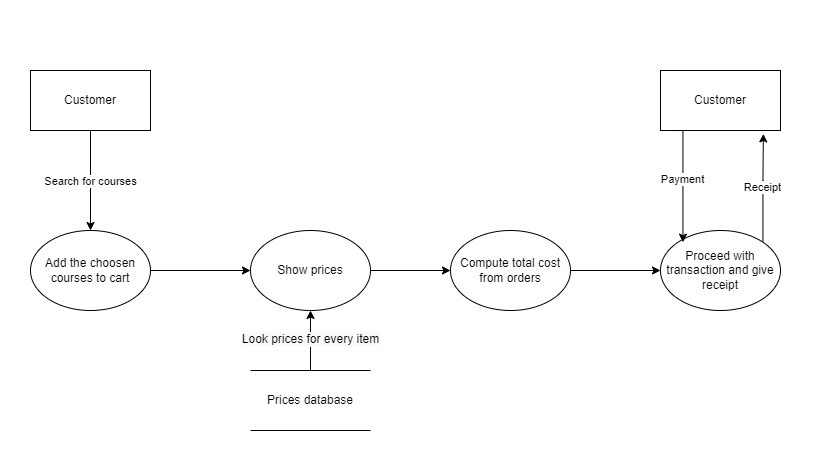 Customer
Customer
Search for courses
Payment
Receipt
Add the choosen
courses to cart
Show prices
Compute total cost
from orders
Proceed with
transaction and give
receipt
Look prices for every item
Prices database